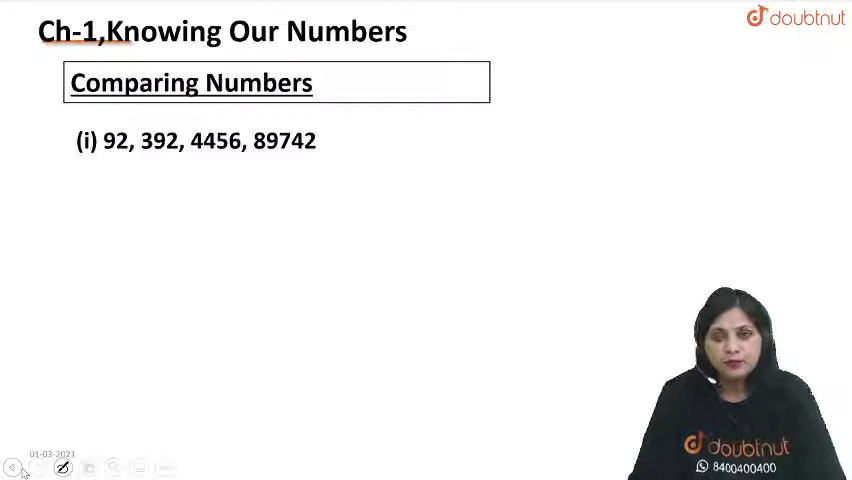 Ch-1,Knowing Our Numbers
doubtnut
Comparing Numbers
(i) 92, 392, 4456, 89742
doubtnut
8400400400
01-03-2021